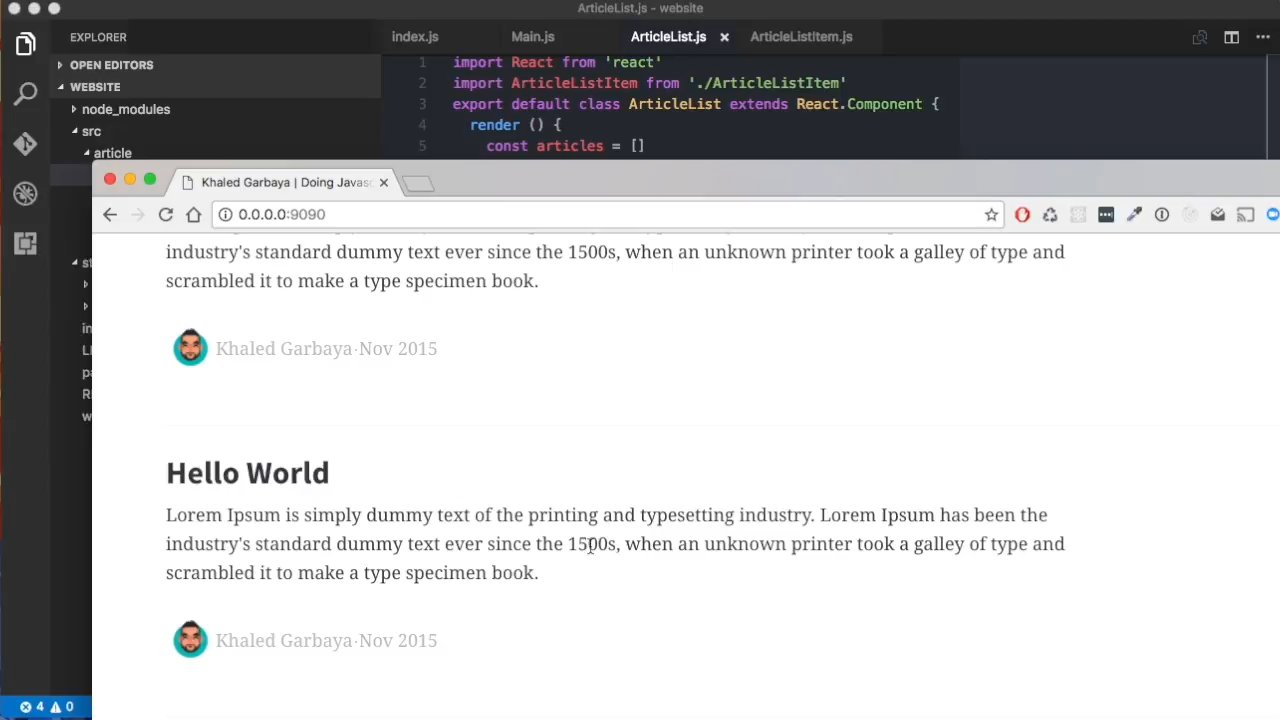 ArticleList.js - website
EXPLORER
index.js
Main.js
ArticleList.js
ArticleListItem.js
OPEN EDITORS
WEBSITE
node_modules
src
article
1 import React from 'react'
2 import ArticleListItem from './ArticleListItem'
3 export default class ArticleList extends React.Component {
4 render () {
5 const articles = []
Khaled Garbaya | Doing Javasc
0.0.0.0:9090
industry's standard dummy text ever since the 1500s, when an unknown printer took a galley of type and
scrambled it to make a type specimen book.
Khaled Garbaya·Nov 2015
Hello World
Lorem Ipsum is simply dummy text of the printing and typesetting industry. Lorem Ipsum has been the
industry's standard dummy text ever since the 1500s, when an unknown printer took a galley of type and
scrambled it to make a type specimen book.
Khaled Garbaya·Nov 2015
4 0